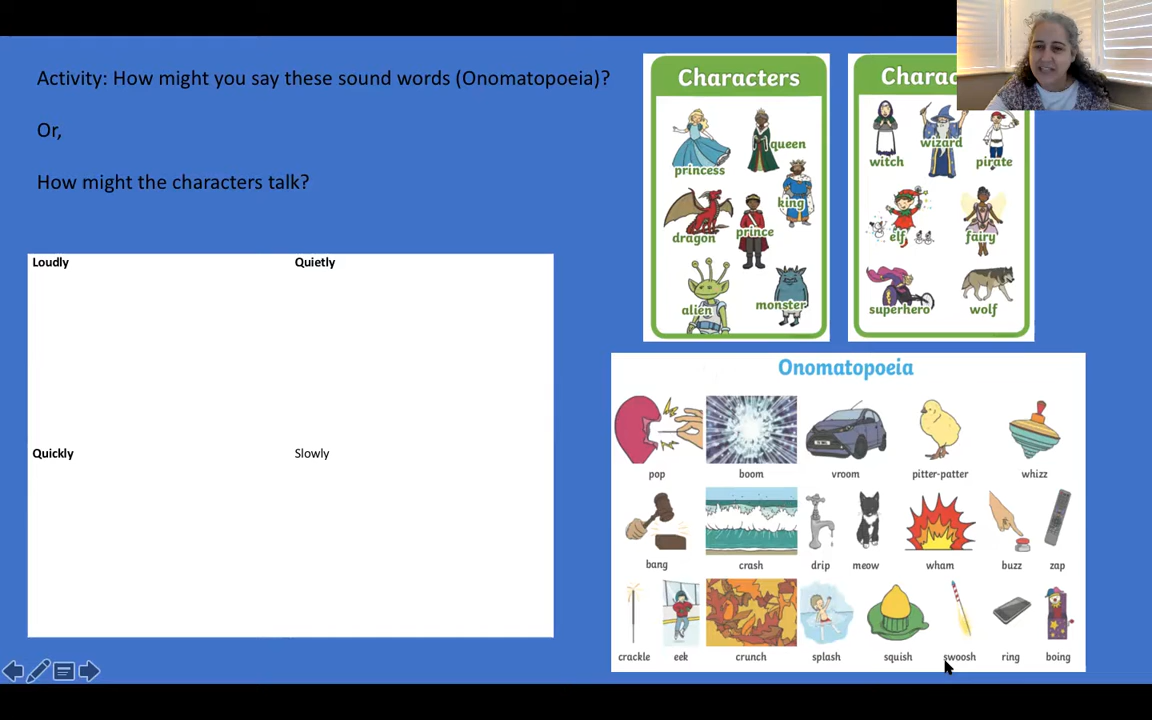 Activity: How might you say these sound words (Onomatopoeia)?
Or,
How might the characters talk?
Loudly
Quietly
Quickly
Slowly
Characters
princess
queen
king
dragon
prince
alien
monster
Charac
witch
wizard
pirate
elf
fairy
superhero
wolf
Onomatopoeia
pop
boom
vroom
pitter-patter
whizz
bang
crash
drip
meow
wham
buzz
zap
crackle
eek
crunch
splash
squish
swoosh
ring
boing